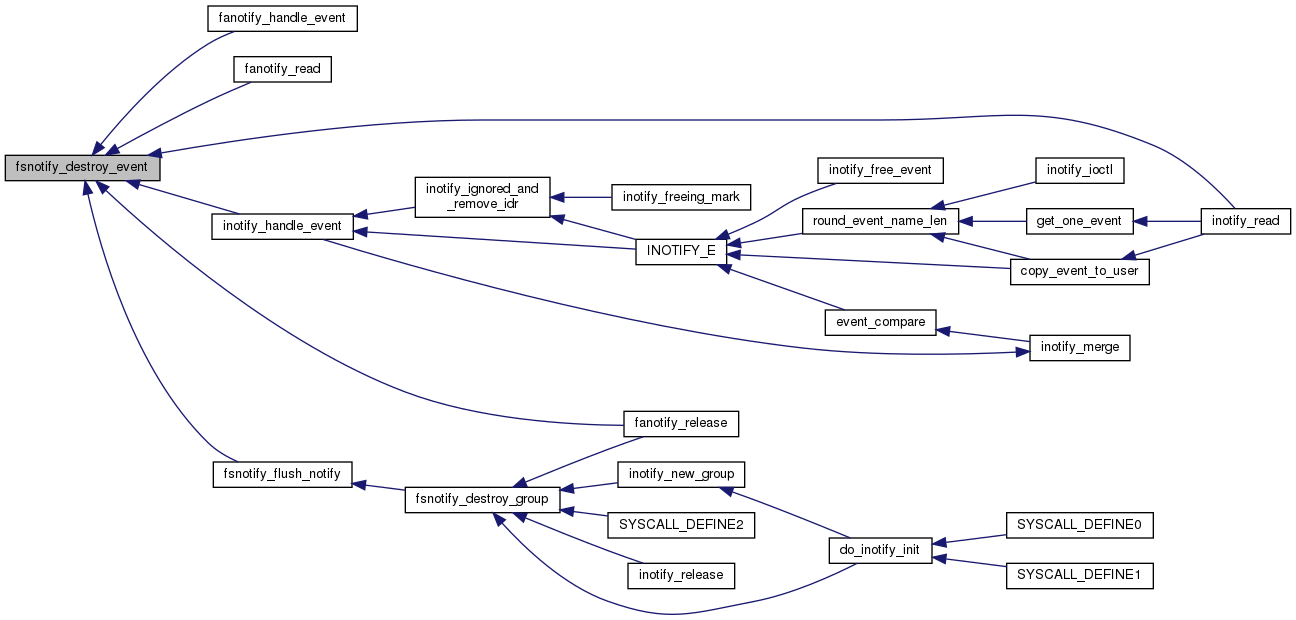 fanotify_handle_event
fanotify_read
fsnotify_destroy_event
inotify_handle_event
inotify_ignored_and
_remove_idr
inotify_freeing_mark
INOTIFY_E
inotify_free_event
round_event_name_len
inotify_ioctl
get_one_event
inotify_read
copy_event_to_user
event_compare
inotify_merge
fanotify_release
fsnotify_flush_notify
fsnotify_destroy_group
inotify_new_group
SYSCALL_DEFINE2
inotify_release
do_inotify_init
SYSCALL_DEFINE0
SYSCALL_DEFINE1